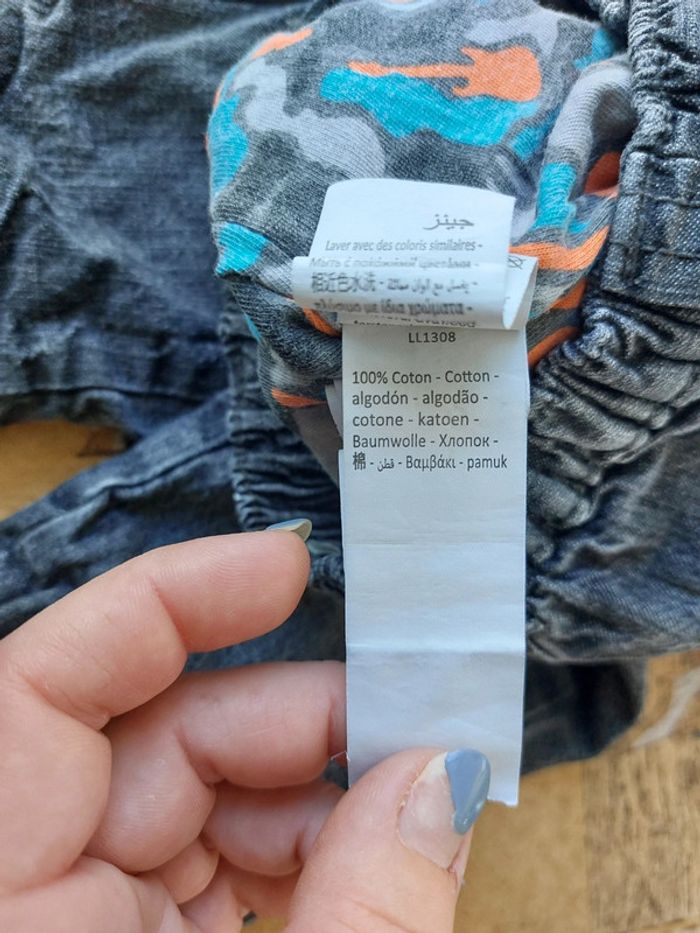 جينز
Laver avec des coloris similaires -
相近色水洗 -
LL1308
100% Coton - Cotton -
algodón - algodão -
cotone - katoen -
Baumwolle - Хлопок -
棉 - قطن - Βαμβάκι - pamuk